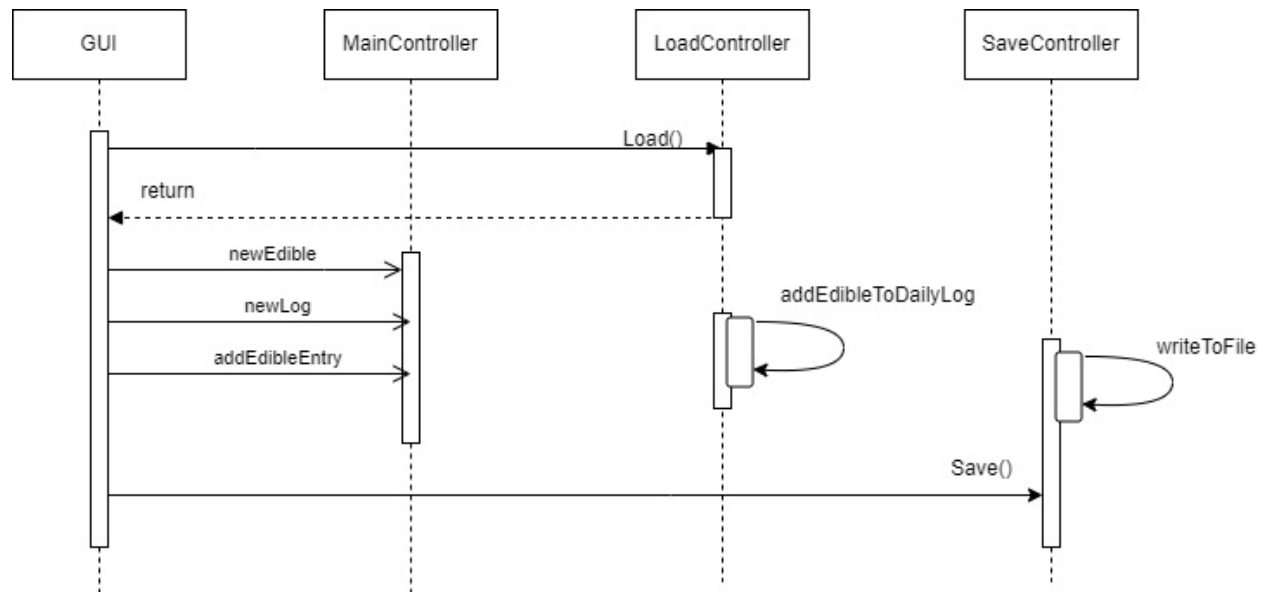 GUI
MainController
LoadController
SaveController
Load()
return
newEdible
addEdibleToDailyLog
newLog
writeToFile
addEdibleEntry
Save()